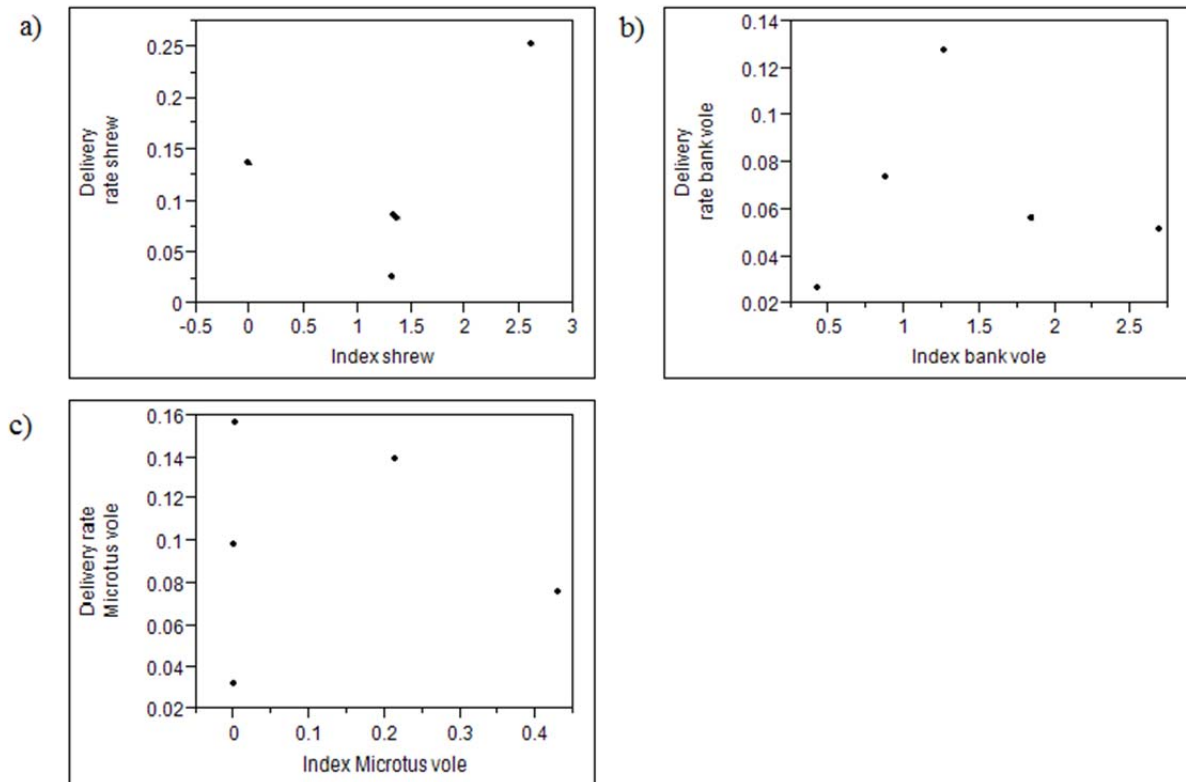 a)
Delivery
rate shrew
0.25
0.2
0.15
0.1
0.05
0
-0.5 0 1 1.5 2 2.5 3
Index shrew
b)
Delivery
rate bank vole
0.14
0.12
0.1
0.08
0.06
0.04
0.02
0.5 1 1.5 2 2.5
Index bank vole
c)
Delivery rate
Microtus vole
0.16
0.14
0.12
0.1
0.08
0.06
0.04
0.02
0 0.1 0.2 0.3 0.4
Index Microtus vole